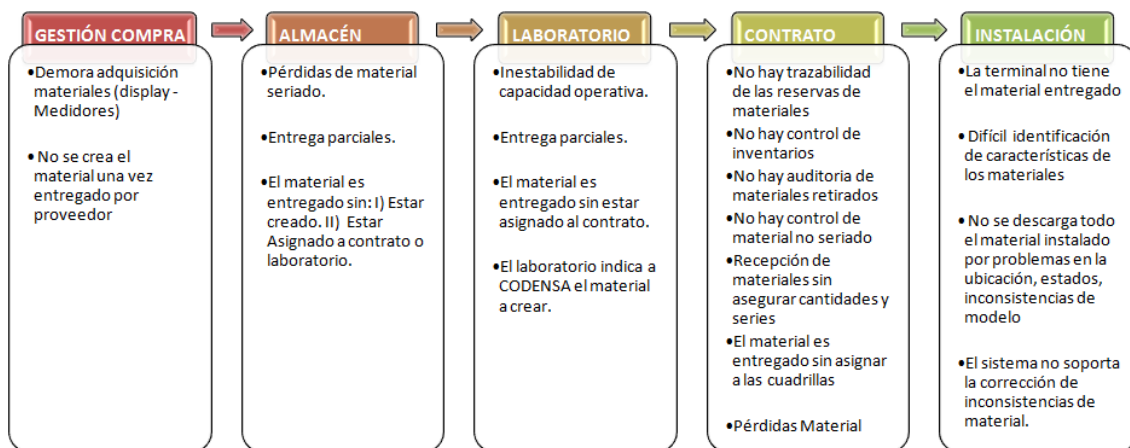 GESTIÓN COMPRA
•Demora adquisición
materiales (display -
Medidores)
• No se crea el
material una vez
entregado por
proveedor
ALMACÉN
•Pérdidas de material
seriado.
•Entrega parciales.
•El material es
entregado sin: I) Estar
creado. II) Estar
Asignado a contrato o
laboratorio.
LABORATORIO
•Inestabilidad de
capacidad operativa.
•Entrega parciales.
•El material es
entregado sin estar
asignado al contrato.
•El laboratorio indica a
CODENSA el material
a crear.
CONTRATO
•No hay trazabilidad
de las reservas de
materiales
•No hay control de
inventarios
•No hay auditoria de
materiales retirados
•No hay control de
material no seriado
•Recepción de
materiales sin
asegurar cantidades y
series
•El material es
entregado sin asignar
a las cuadrillas
•Pérdidas Material
INSTALACIÓN
•La terminal no tiene
el material entregado
• Difícil identificación
de características de
los materiales
• No se descarga todo
el material instalado
por problemas en la
ubicación, estados,
inconsistencias de
modelo
•El sistema no soporta
la corrección de
inconsistencias de
material.